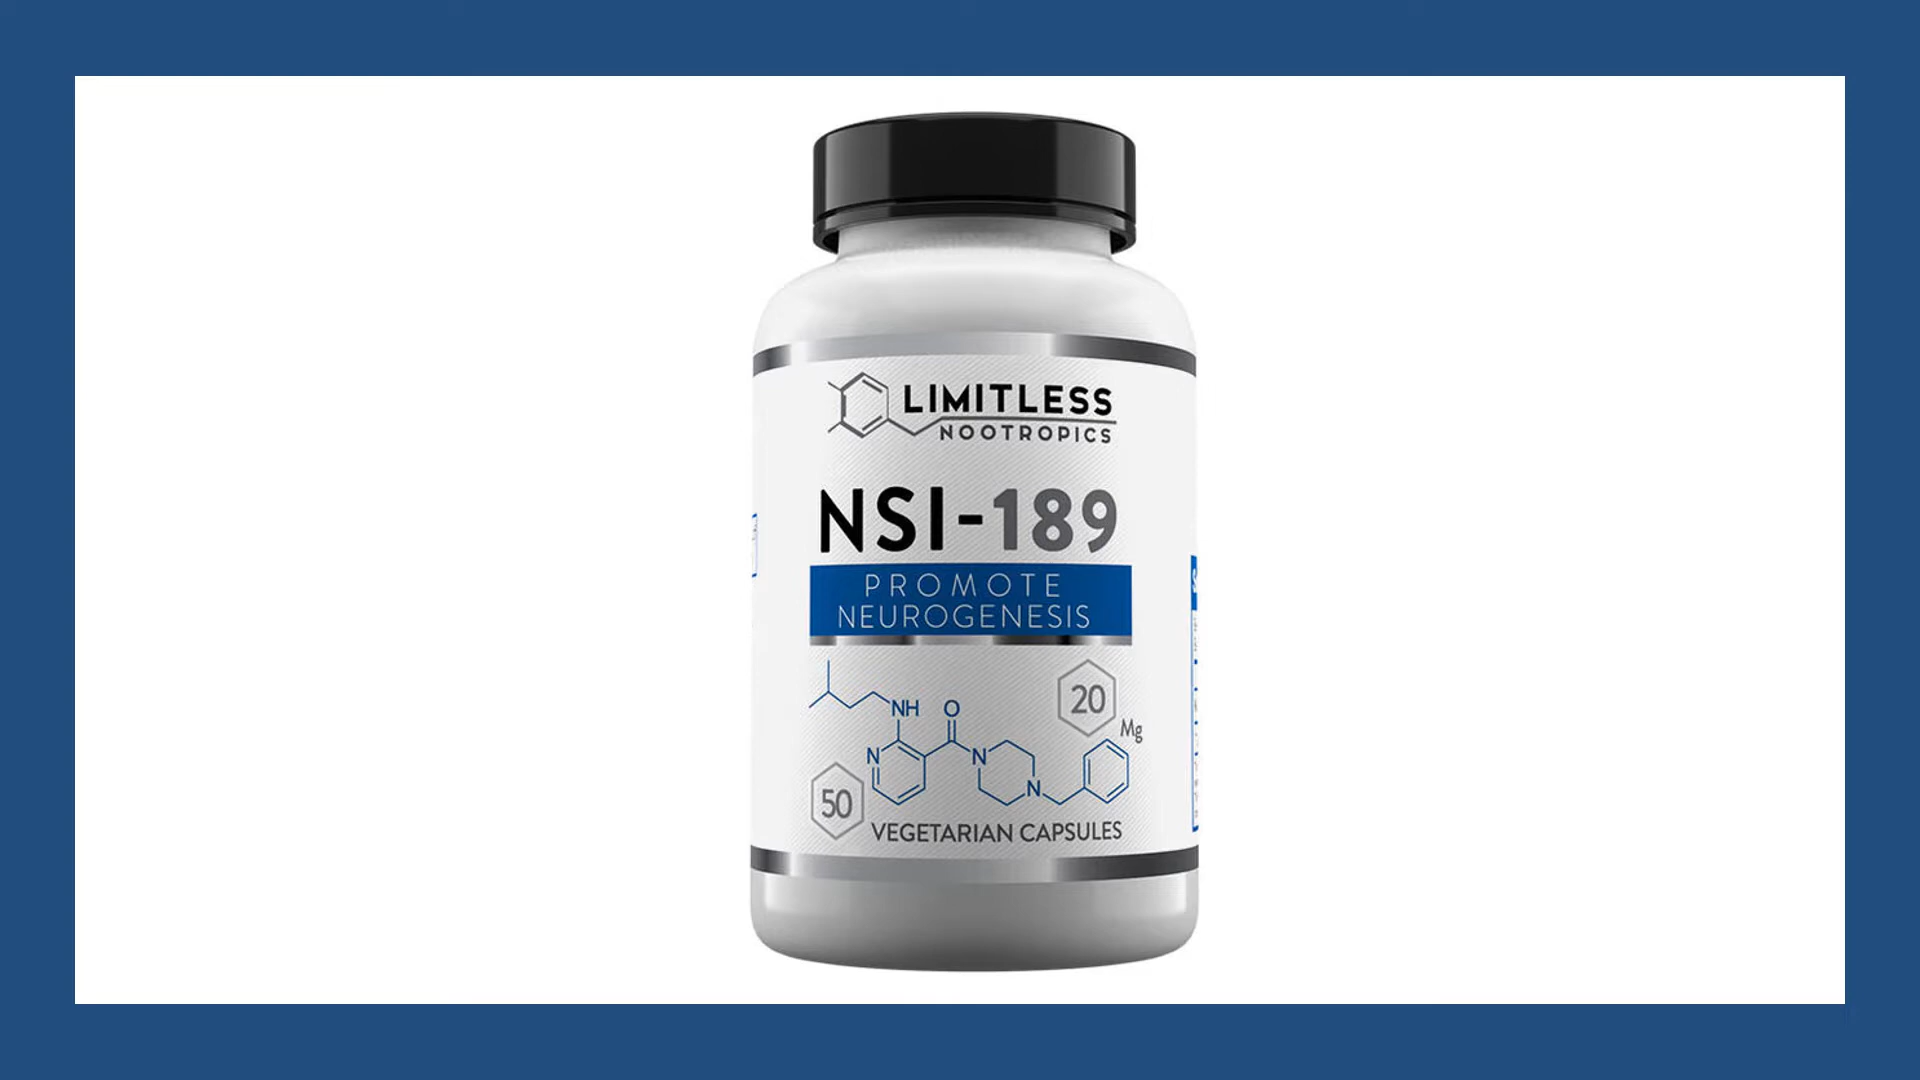 LIMITLESS
NOOTROPICS
NSI-189
PROMOTE
NEUROGENESIS
NH
O
20
Mg
N
N
N
50
VEGETARIAN CAPSULES